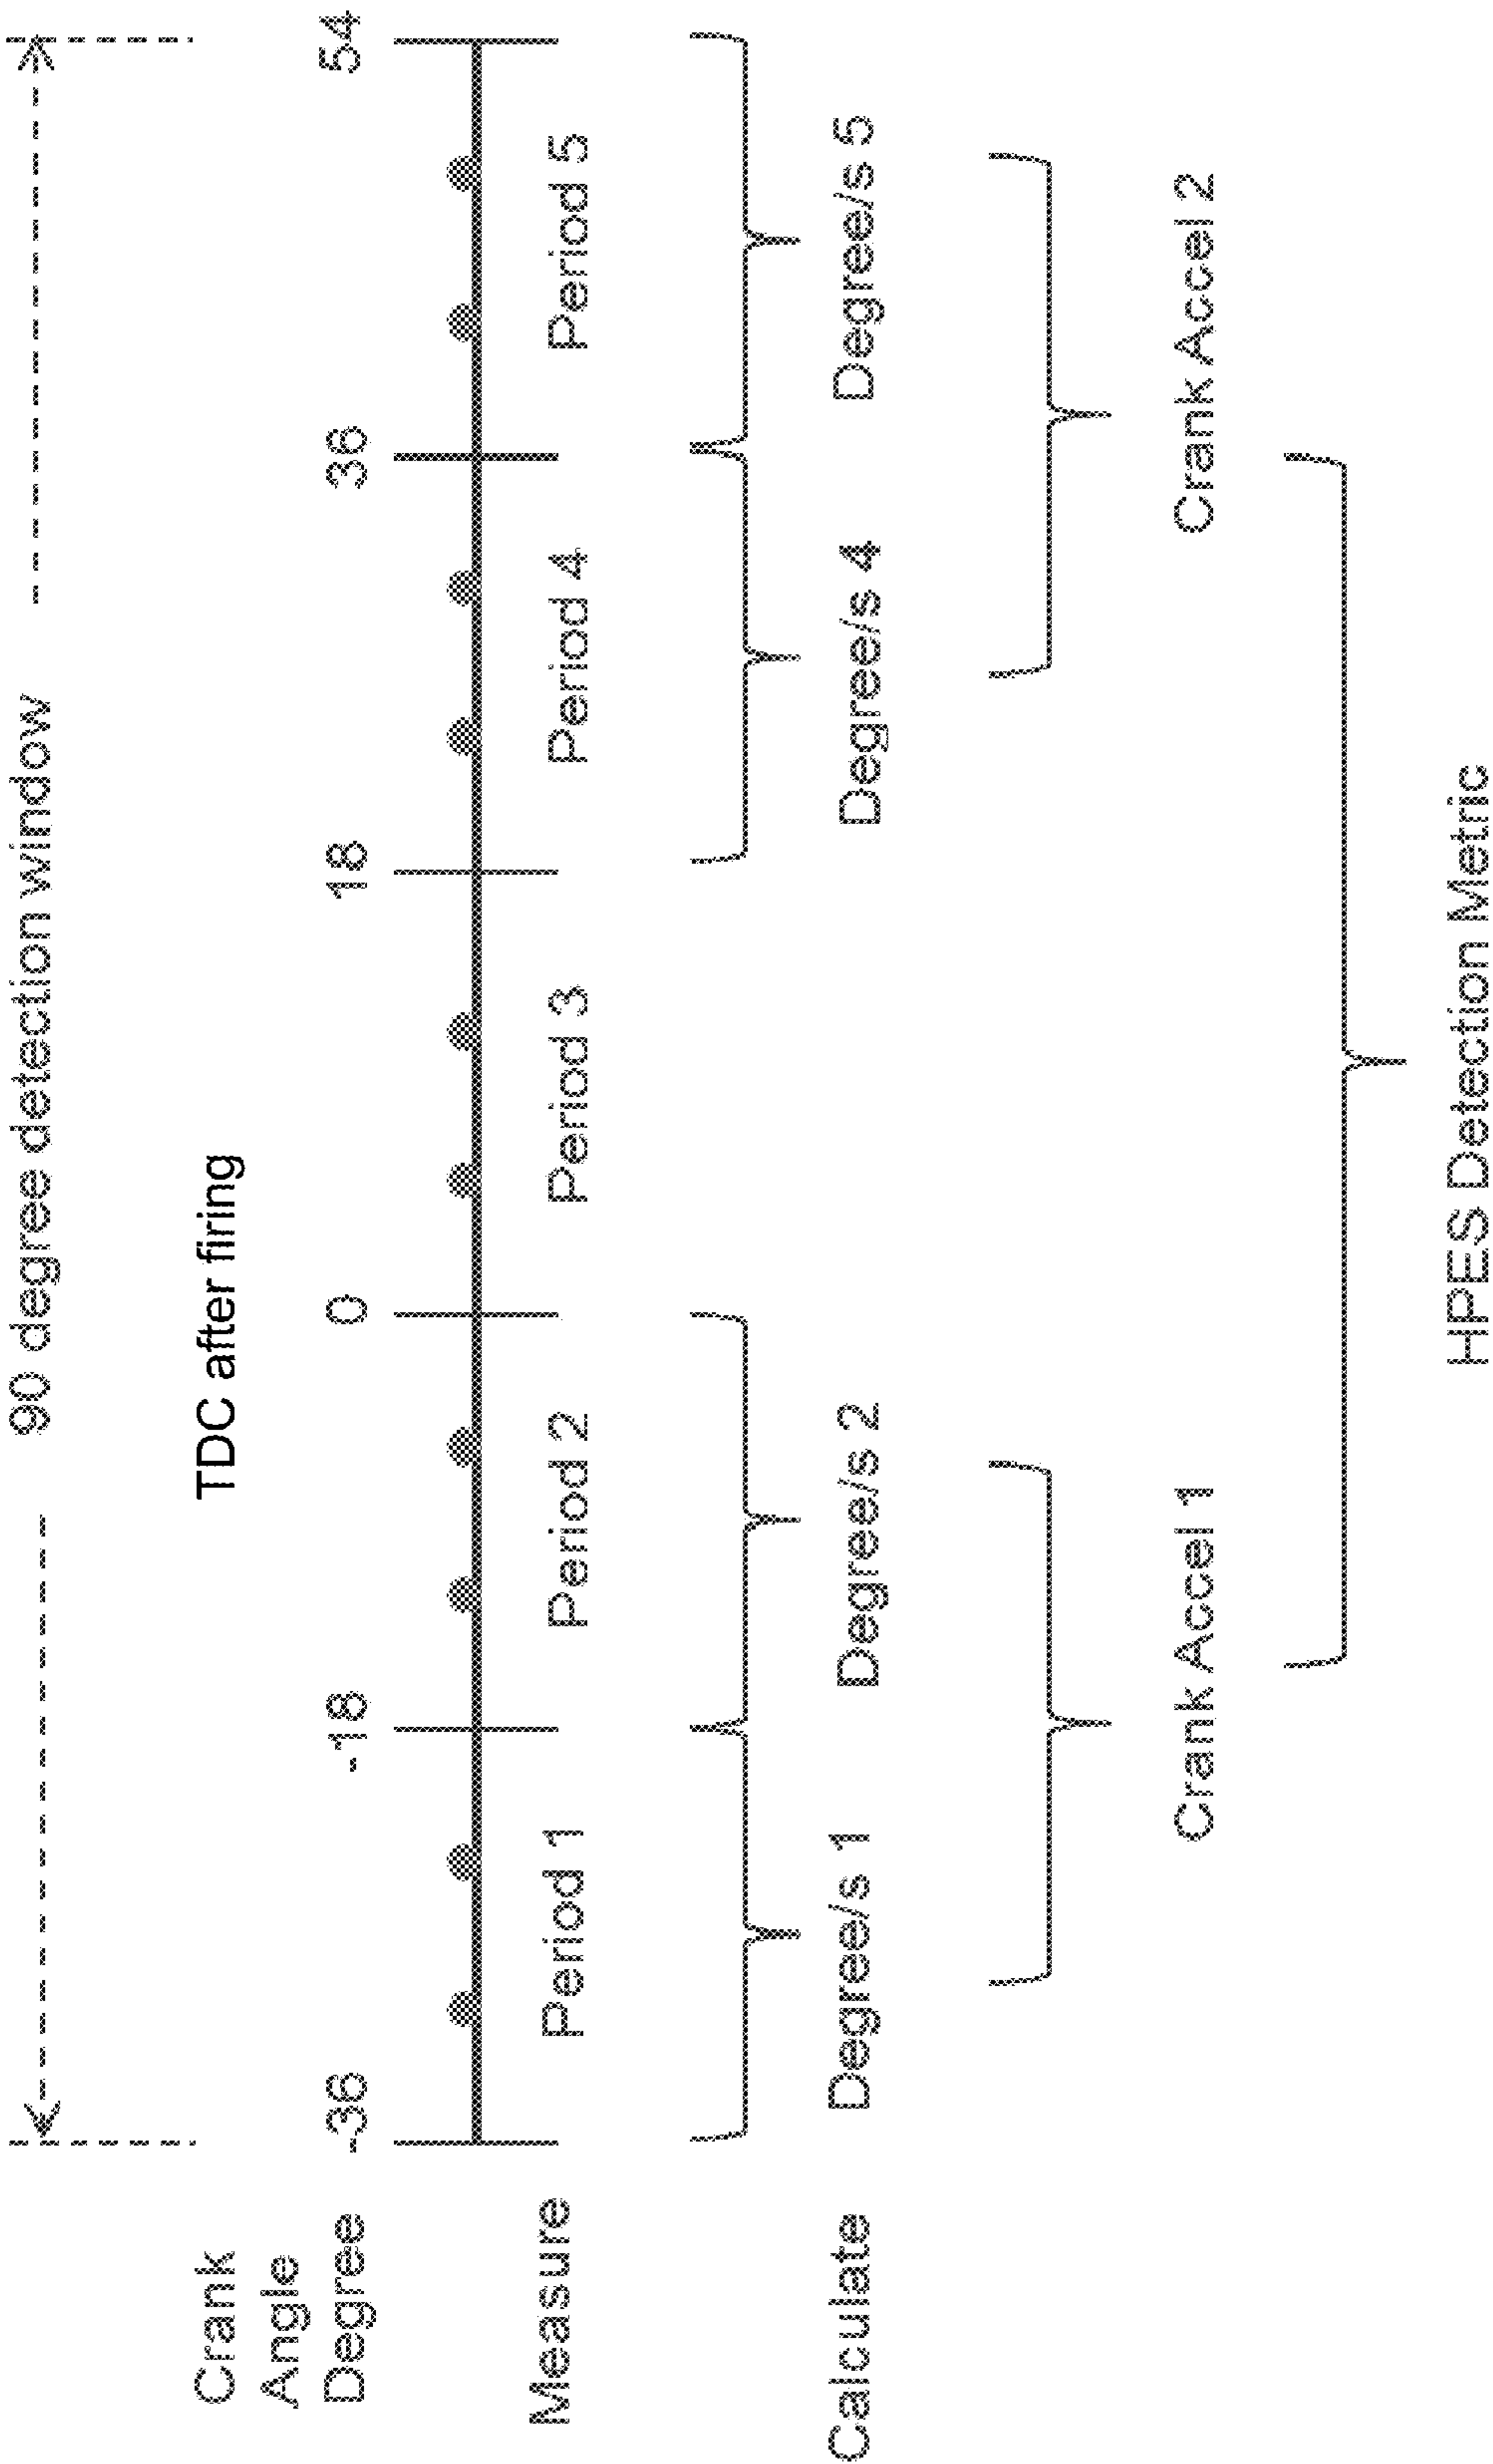 90 degree detection window
TDC after firing
Crank
Angle
Degree
-36 -18 0 18 36 54
Measure
Period 1 Period 2 Period 3 Period 4 Period 5
Calculate
Degree/s 1 Degree/s 2 Degree/s 4 Degree/s 5
Crank Accel 1 Crank Accel 2
HPES Detection Metric